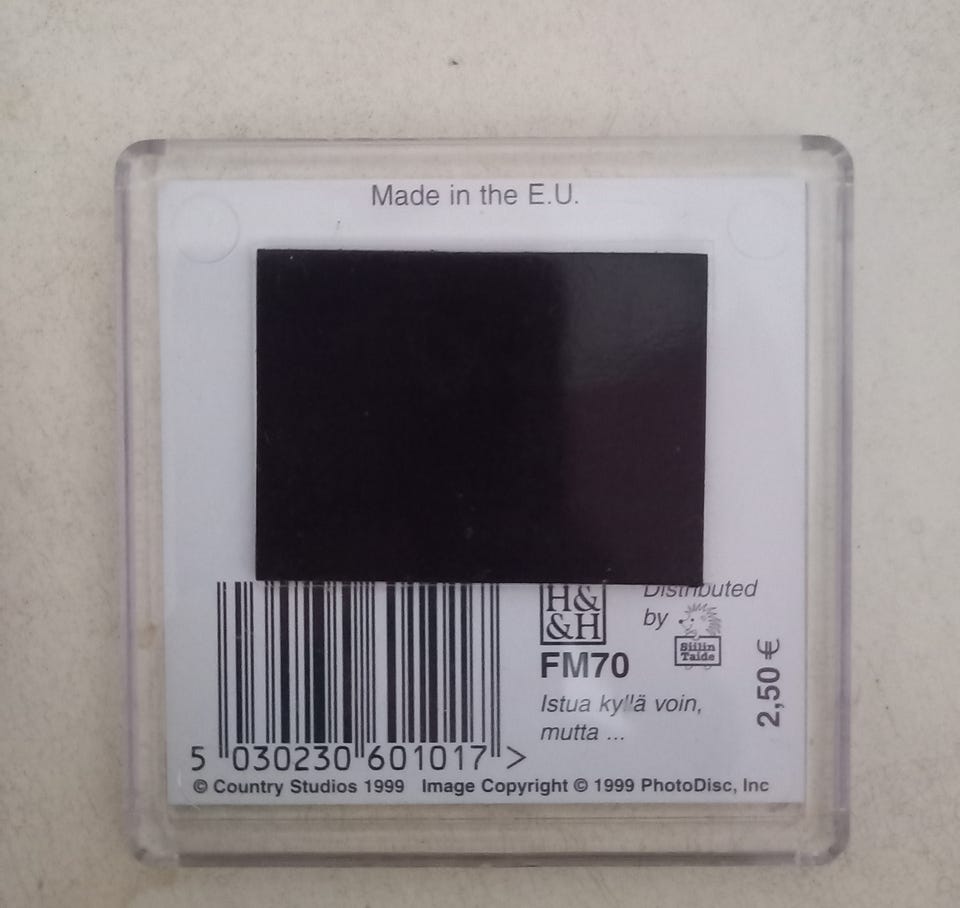 Made in the E.U.
H&
&H
Distributed
by
Siilin
Taide
FM70
Istua kyllä voin,
mutta ...
2,50 €
5 030230 601017 >
© Country Studios 1999 Image Copyright © 1999 PhotoDisc, Inc